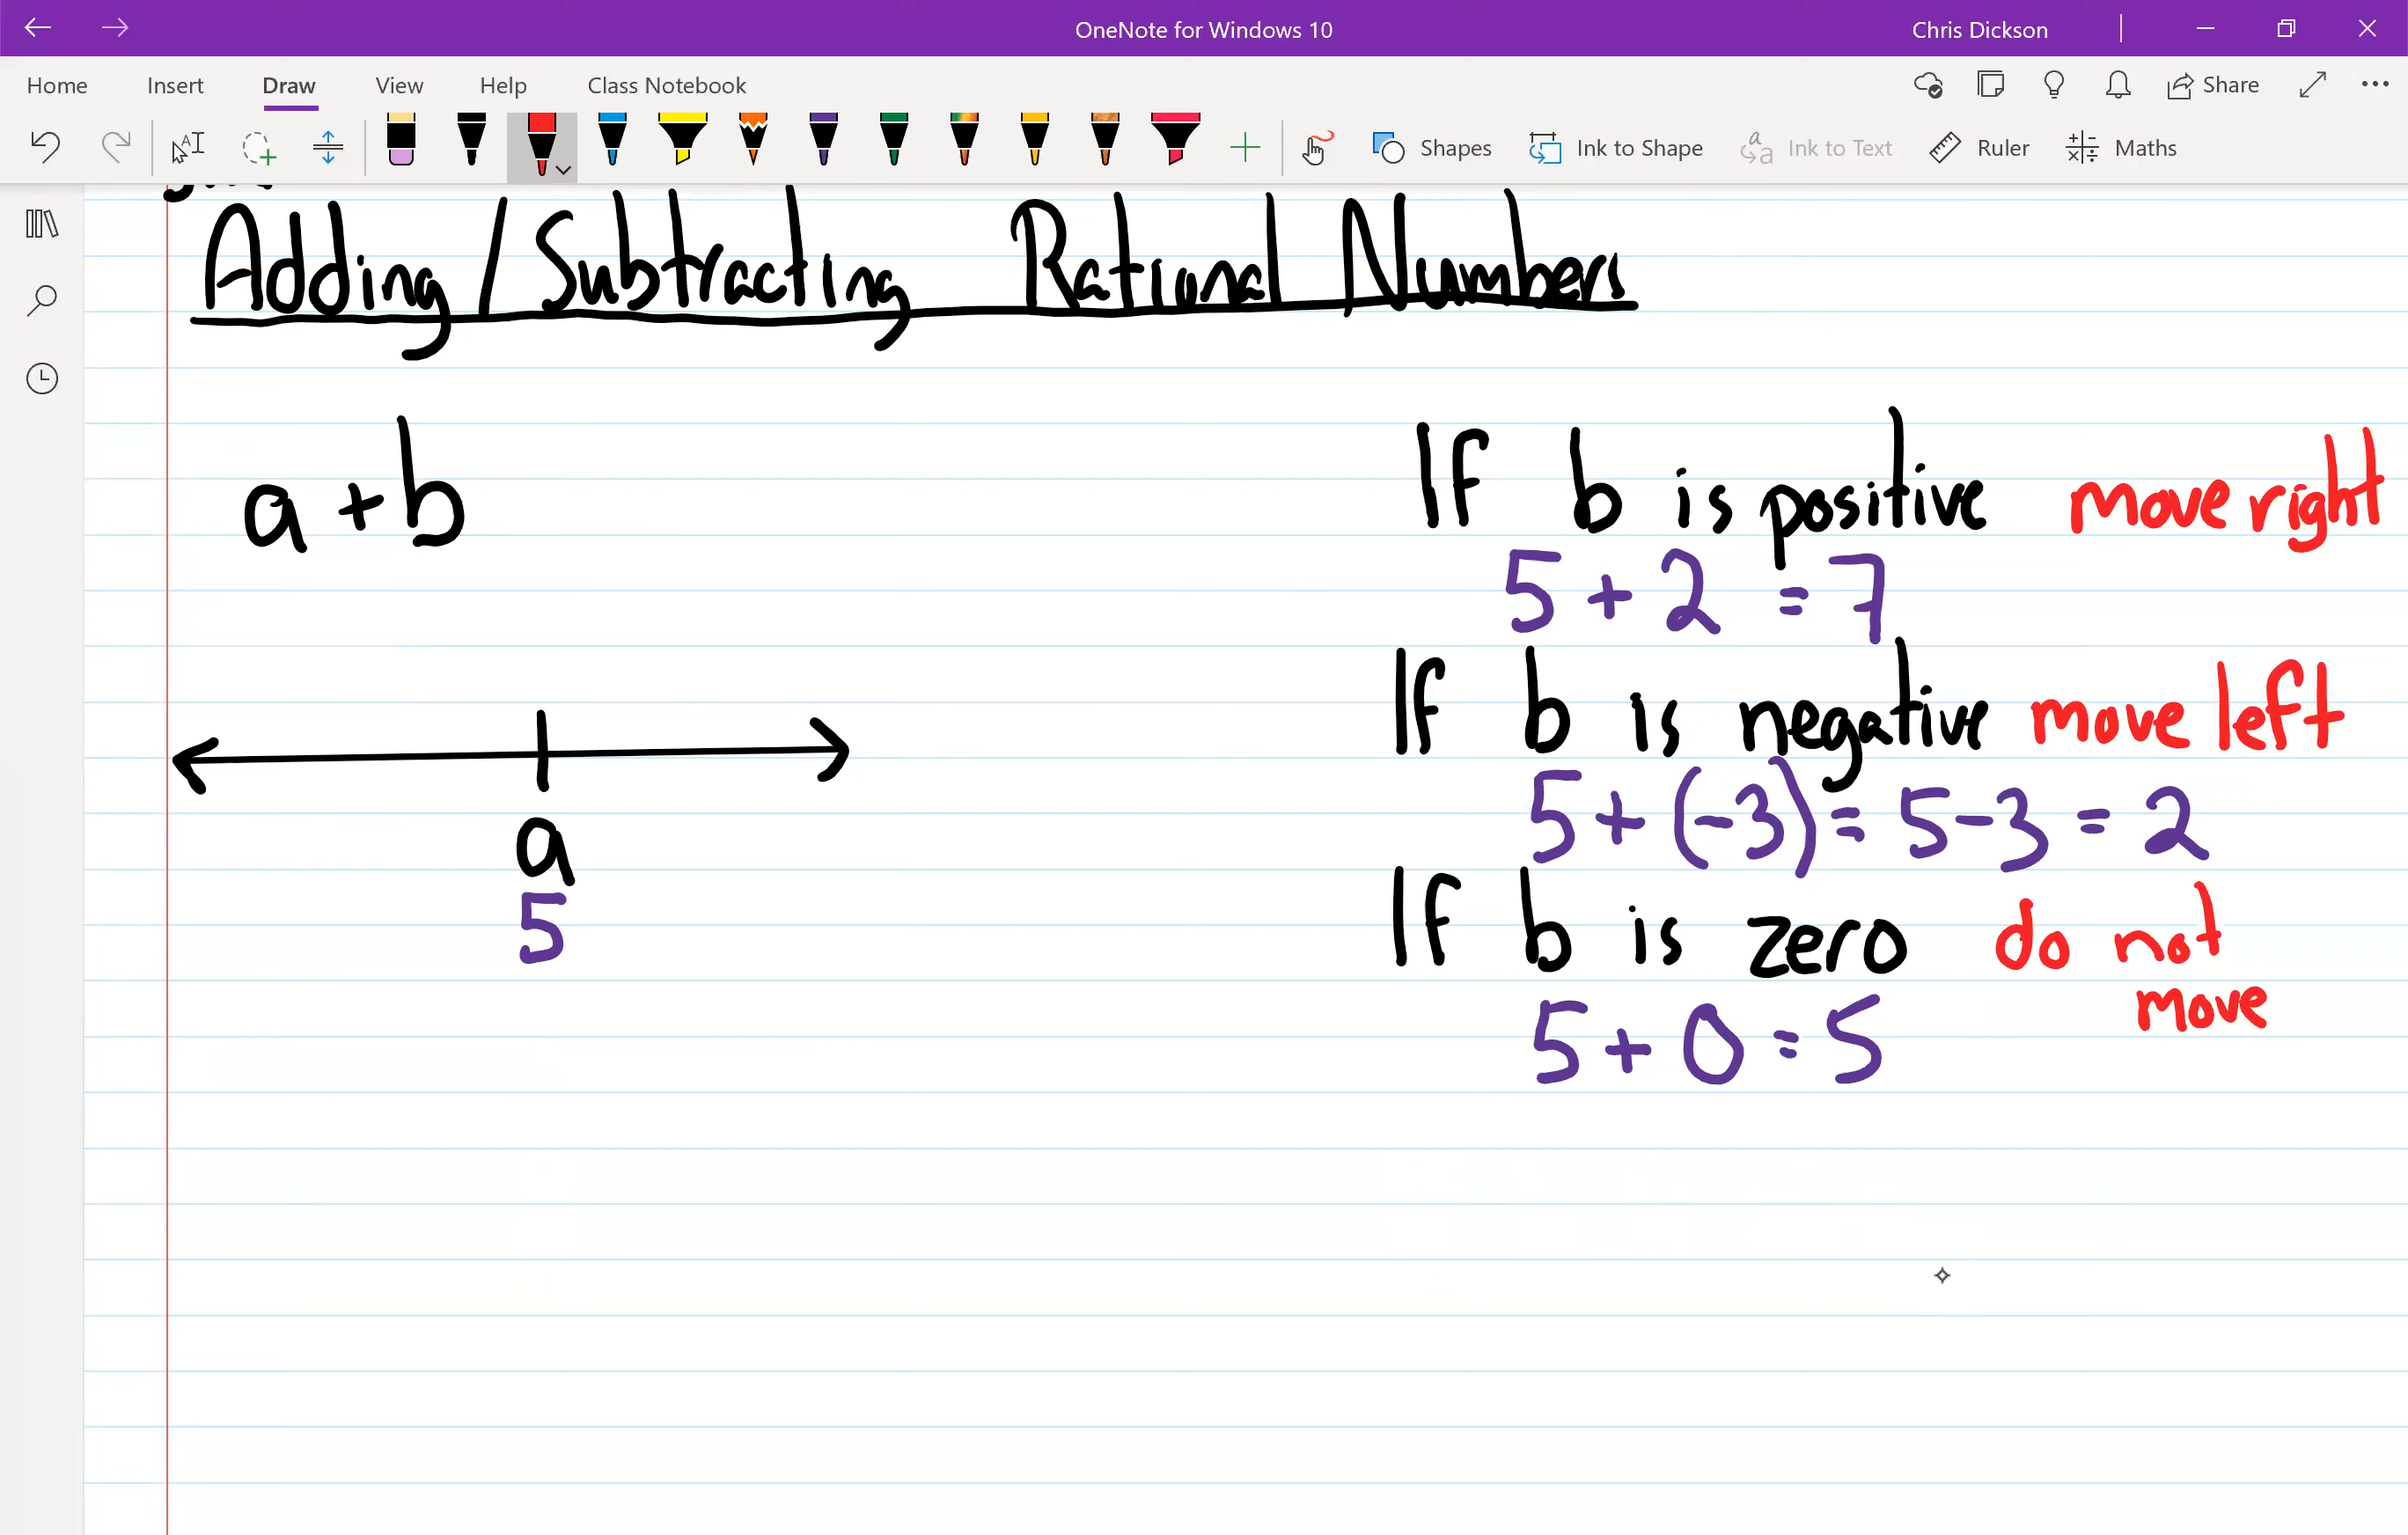 OneNote for Windows 10 Chris Dickson
Home Insert Draw View Help Class Notebook Share
Shapes Ink to Shape Ink to Text Ruler Maths
Adding / Subtracting Rational Numbers
a + b
If b is positive move right
5 + 2 = 7
If b is negative move left
5 + (-3) = 5 - 3 = 2
a
5
If b is zero do not
move
5 + 0 = 5